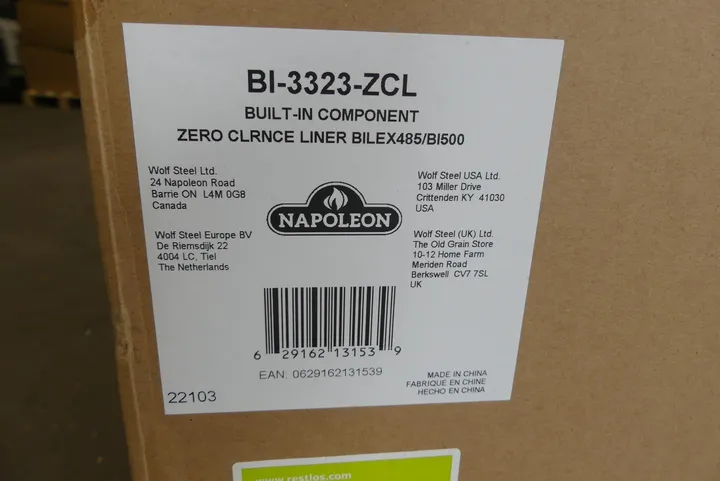 BI-3323-ZCL
BUILT-IN COMPONENT
ZERO CLRNCE LINER BILEX485/BI500
Wolf Steel Ltd.
24 Napoleon Road
Barrie ON L4M 0G8
Canada
Wolf Steel Europe BV
De Riemsdijk 22
4004 LC, Tiel
The Netherlands
NAPOLEON
Wolf Steel USA Ltd.
103 Miller Drive
Crittenden KY 41030
USA
Wolf Steel (UK) Ltd.
The Old Grain Store
10-12 Home Farm
Meriden Road
Berkswell CV7 7SL
UK
6 29162 13153 9
EAN: 0629162131539
MADE IN CHINA
FABRIQUE EN CHINE
HECHO EN CHINA
22103
www.restlos.com